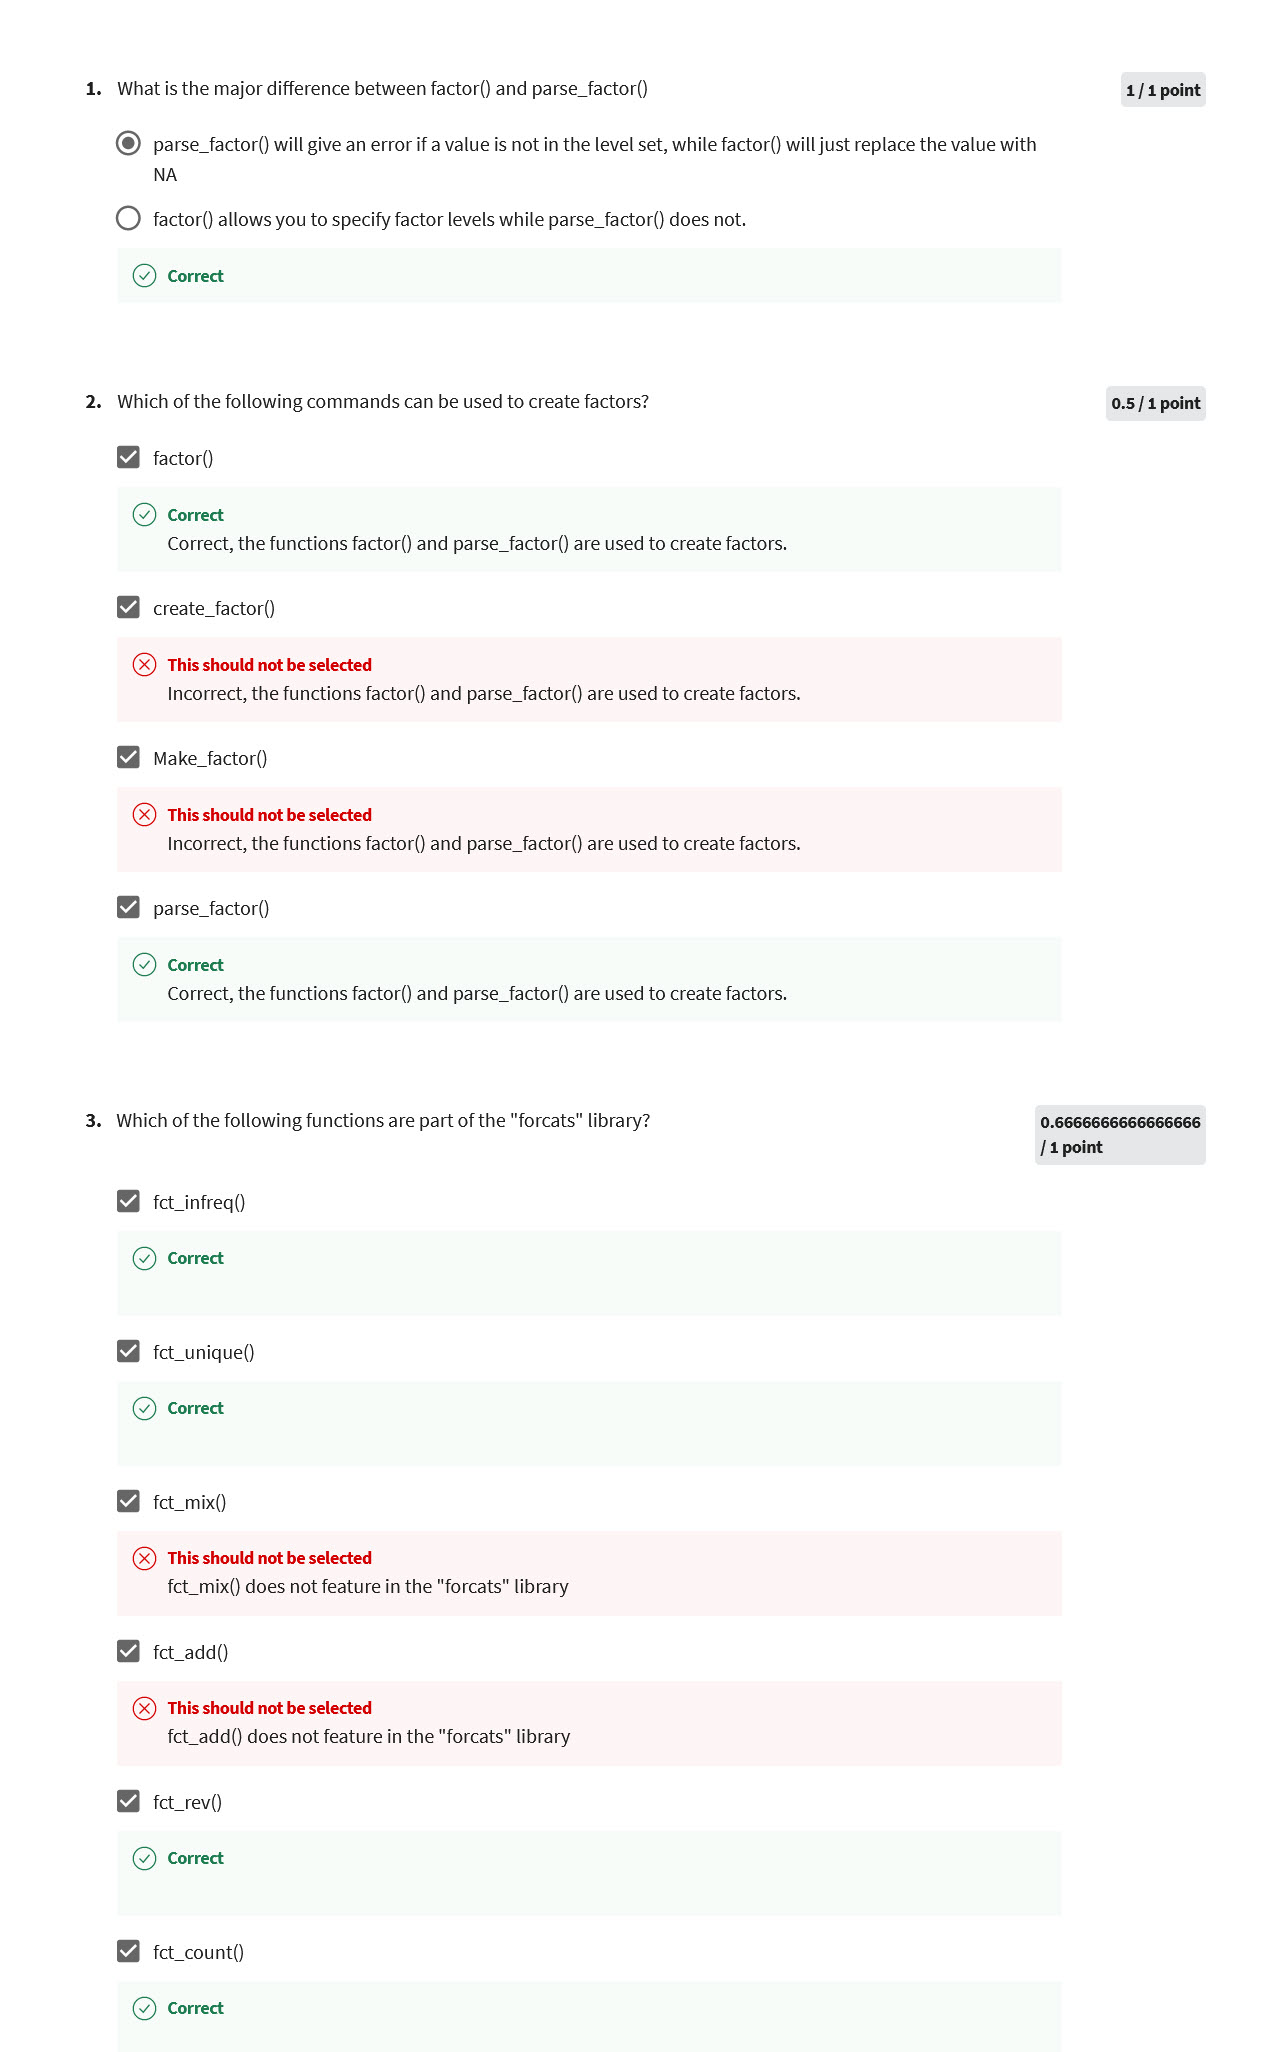 1. What is the major difference between factor() and parse_factor()
1 / 1 point
parse_factor() will give an error if a value is not in the level set, while factor() will just replace the value with
NA
factor() allows you to specify factor levels while parse_factor() does not.
Correct
2. Which of the following commands can be used to create factors?
0.5 / 1 point
factor()
Correct
Correct, the functions factor() and parse_factor() are used to create factors.
create_factor()
This should not be selected
Incorrect, the functions factor() and parse_factor() are used to create factors.
Make_factor()
This should not be selected
Incorrect, the functions factor() and parse_factor() are used to create factors.
parse_factor()
Correct
Correct, the functions factor() and parse_factor() are used to create factors.
3. Which of the following functions are part of the "forcats" library?
0.6666666666666666
/ 1 point
fct_infreq()
Correct
fct_unique()
Correct
fct_mix()
This should not be selected
fct_mix() does not feature in the "forcats" library
fct_add()
This should not be selected
fct_add() does not feature in the "forcats" library
fct_rev()
Correct
fct_count()
Correct